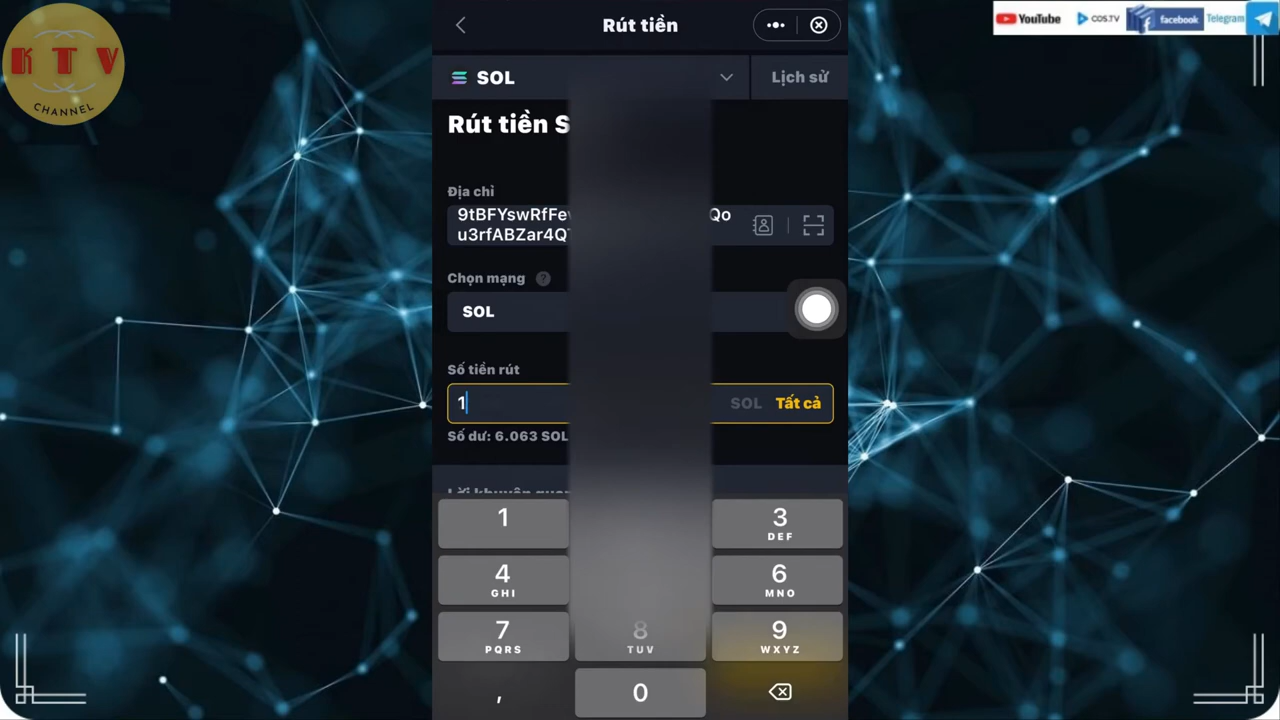 K T V
CHANNEL
YouTube
COS.TV
facebook
Telegram
Rút tiền
SOL
Lịch sử
Rút tiền S
Địa chỉ
9tBFYswRfFe
Qo
u3rfABZar4Q
Chọn mạng ?
SOL
Số tiền rút
1
SOL Tất cả
Số dư: 6.063 SOL
1
3
DEF
4
GHI
6
MNO
7
PQRS
8
TUV
9
WXYZ
,
0